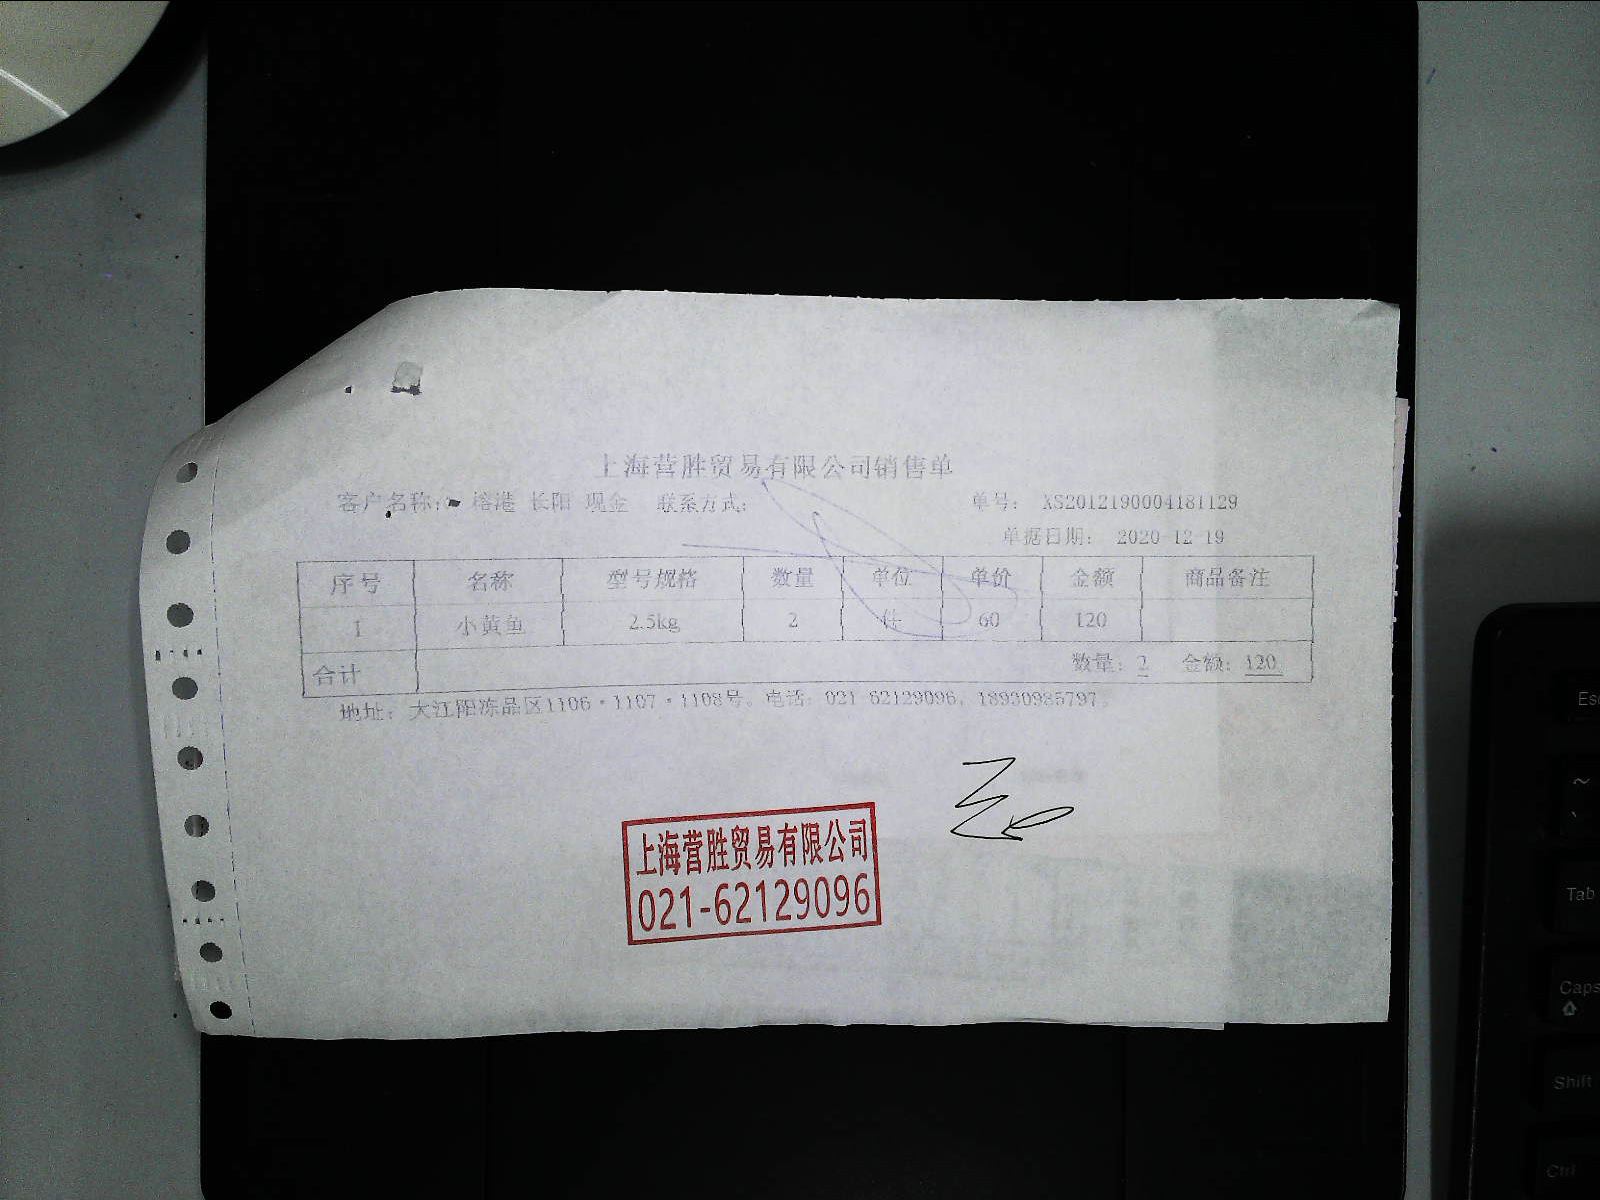 上海营胜贸易有限公司销售单
客户名称: 榕港 长阳 现金 联系方式: 单号: XS2012190004181129
单据日期: 2020-12-19
序号 名称 型号规格 数量 单位 单价 金额 商品备注
1 小黄鱼 2.5kg 2 件 60 120
合计 数量: 2 金额: 120
地址: 大江阳冻品区1106·1107·1108号。电话: 021-62129096, 18930985797。
上海营胜贸易有限公司
021-62129096
Esc
~
`
Tab
Caps
Shift
Ctrl